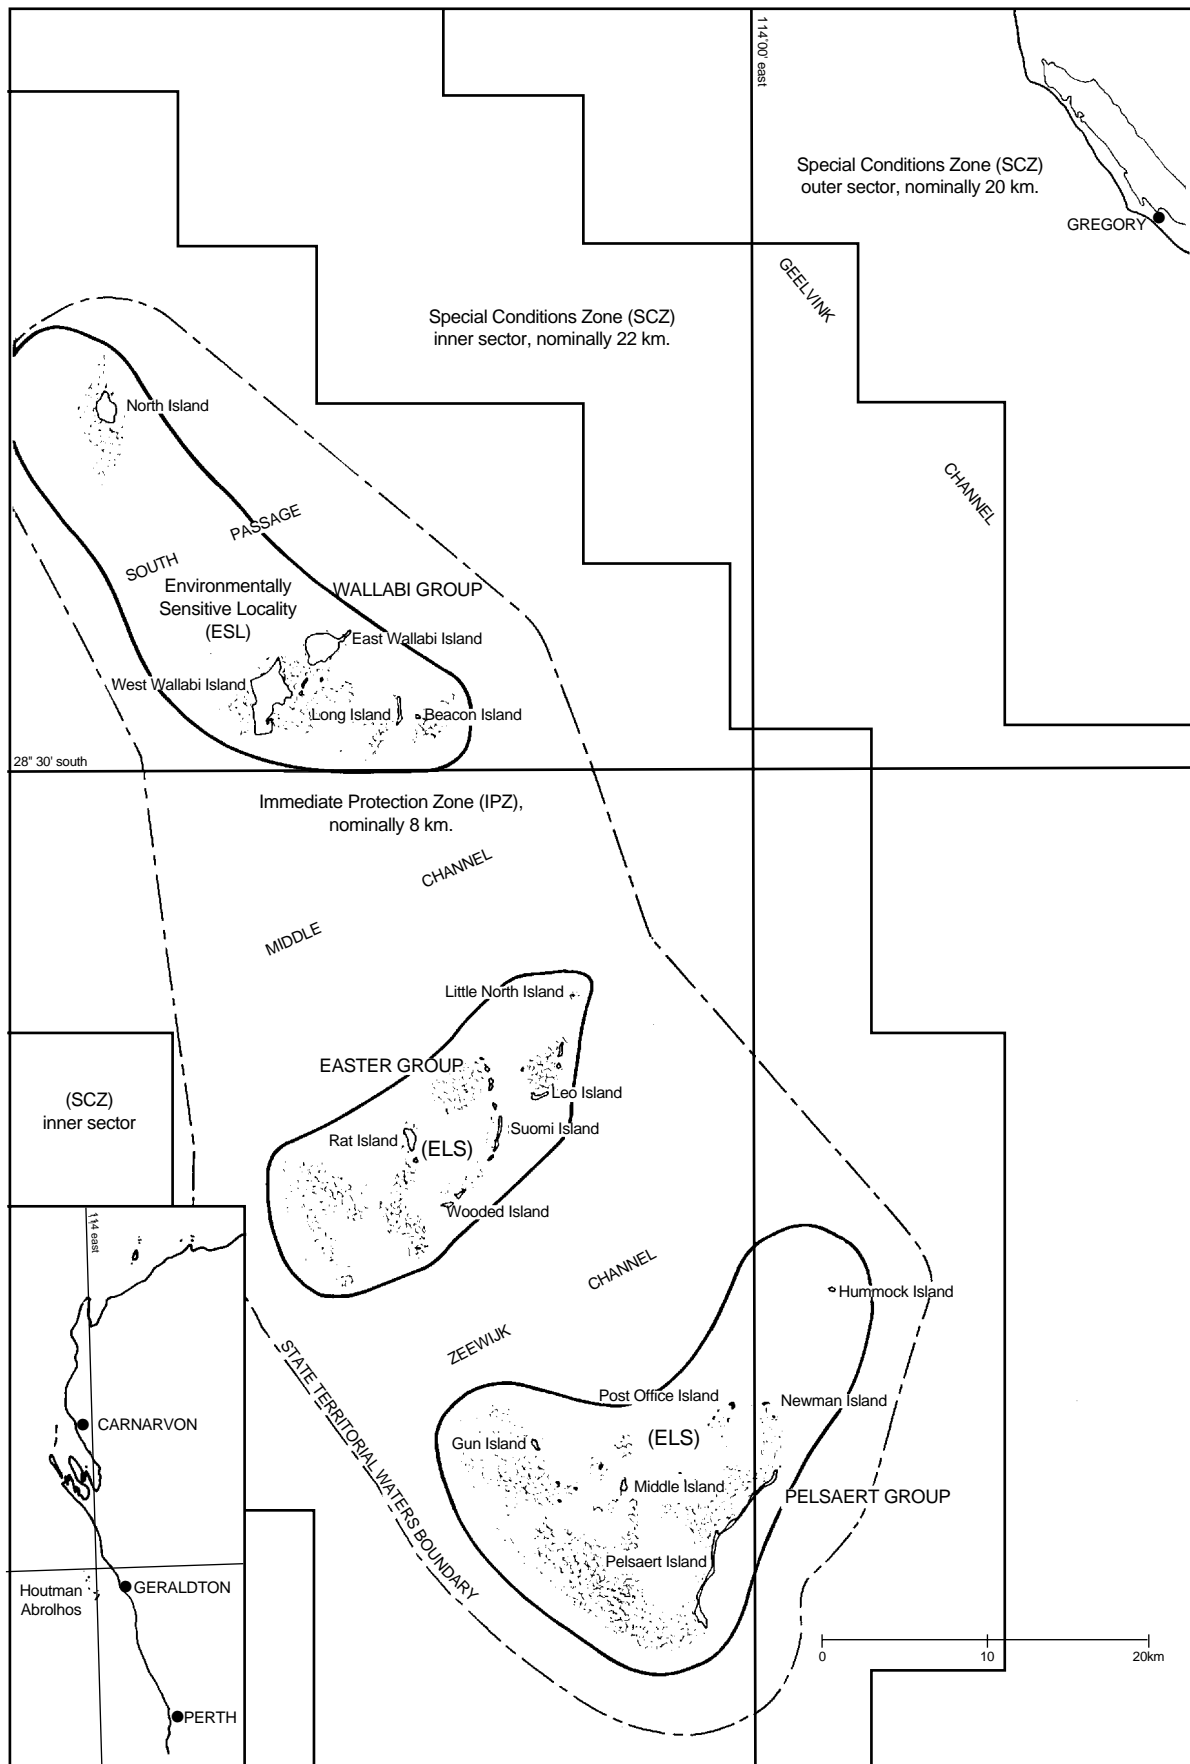 114°00' east
Special Conditions Zone (SCZ)
outer sector, nominally 20 km.
GREGORY
GEELVINK
CHANNEL
Special Conditions Zone (SCZ)
inner sector, nominally 22 km.
North Island
SOUTH
PASSAGE
Environmentally
Sensitive Locality
(ESL)
WALLABI GROUP
East Wallabi Island
West Wallabi Island
Long Island
Beacon Island
28" 30' south
Immediate Protection Zone (IPZ),
nominally 8 km.
MIDDLE
CHANNEL
Little North Island
EASTER GROUP
Leo Island
Suomi Island
Rat Island
(ELS)
Wooded Island
(SCZ)
inner sector
ZEEWIJK
CHANNEL
Hummock Island
Post Office Island
Newman Island
(ELS)
Gun Island
Middle Island
PELSAERT GROUP
Pelsaert Island
STATE TERRITORIAL WATERS BOUNDARY
114 east
CARNARVON
GERALDTON
Houtman
Abrolhos
PERTH
0
10
20km